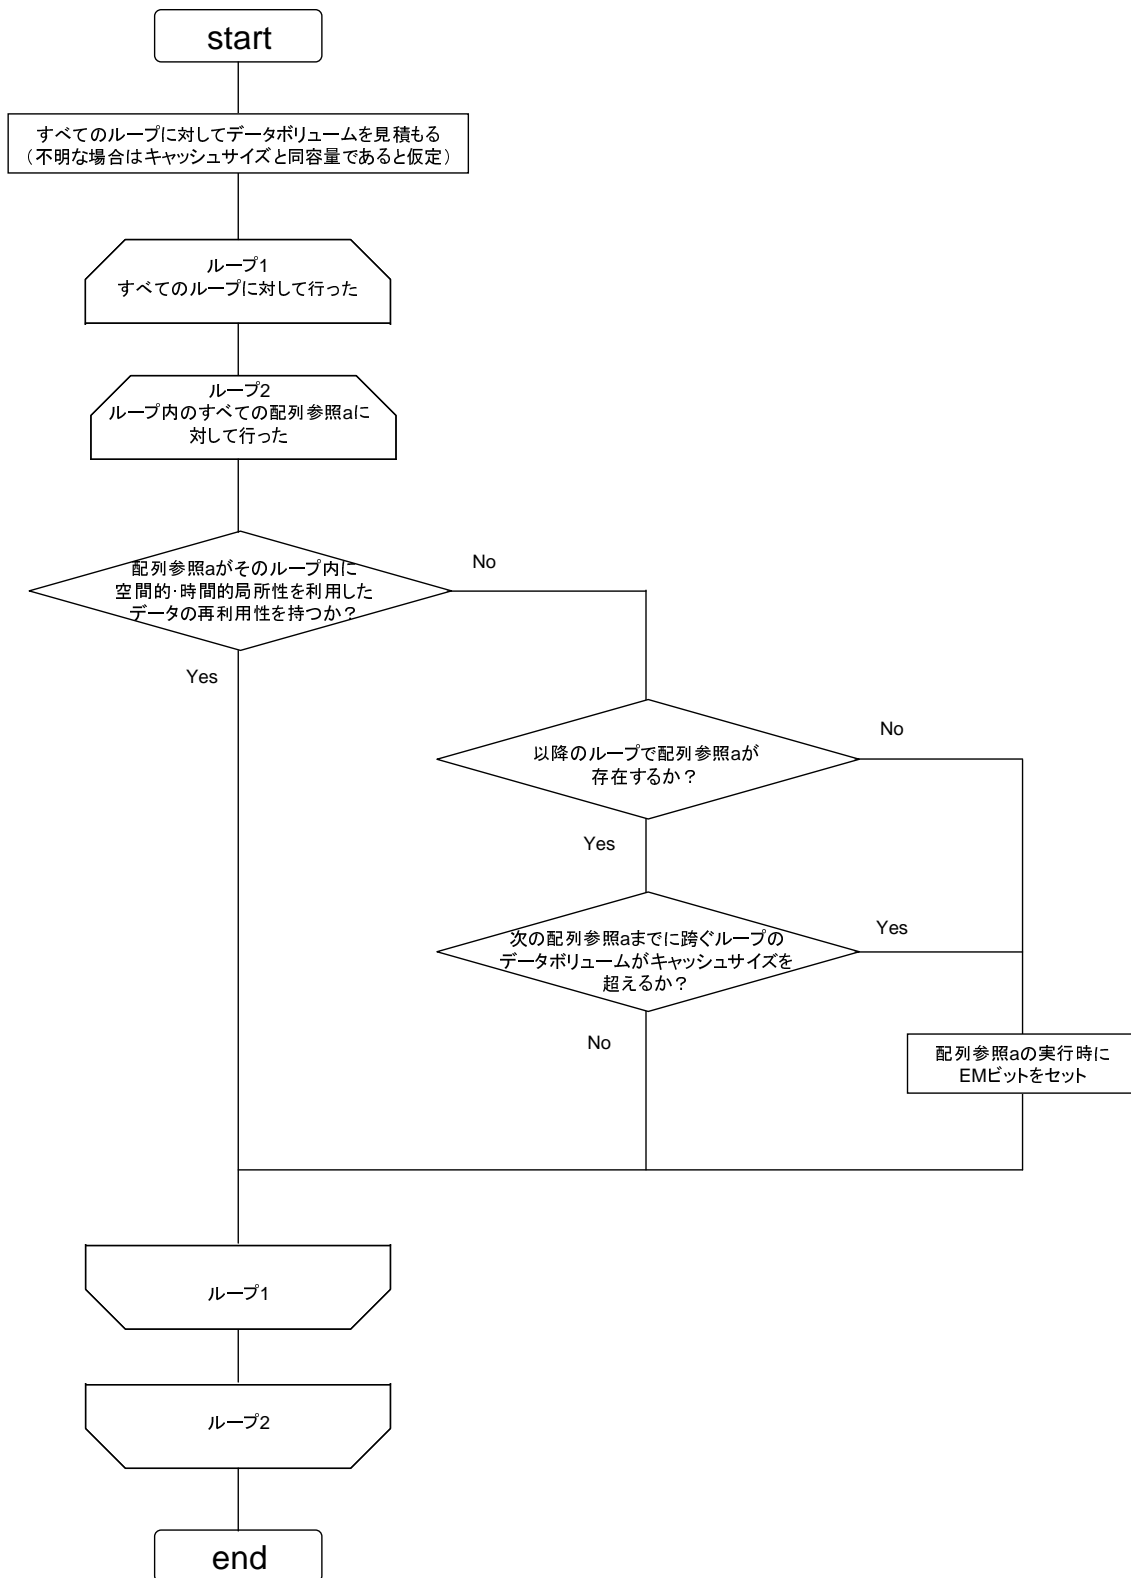 start
すべてのループに対してデータボリュームを見積もる
（不明な場合はキャッシュサイズと同容量であると仮定）
ループ1
すべてのループに対して行った
ループ2
ループ内のすべての配列参照aに
対して行った
配列参照aがそのループ内に
空間的・時間的局所性を利用した
データの再利用性を持つか？
No
Yes
以降のループで配列参照aが
存在するか？
No
Yes
次の配列参照aまでに跨ぐループの
データボリュームがキャッシュサイズを
超えるか？
Yes
No
配列参照aの実行時に
EMビットをセット
ループ1
ループ2
end